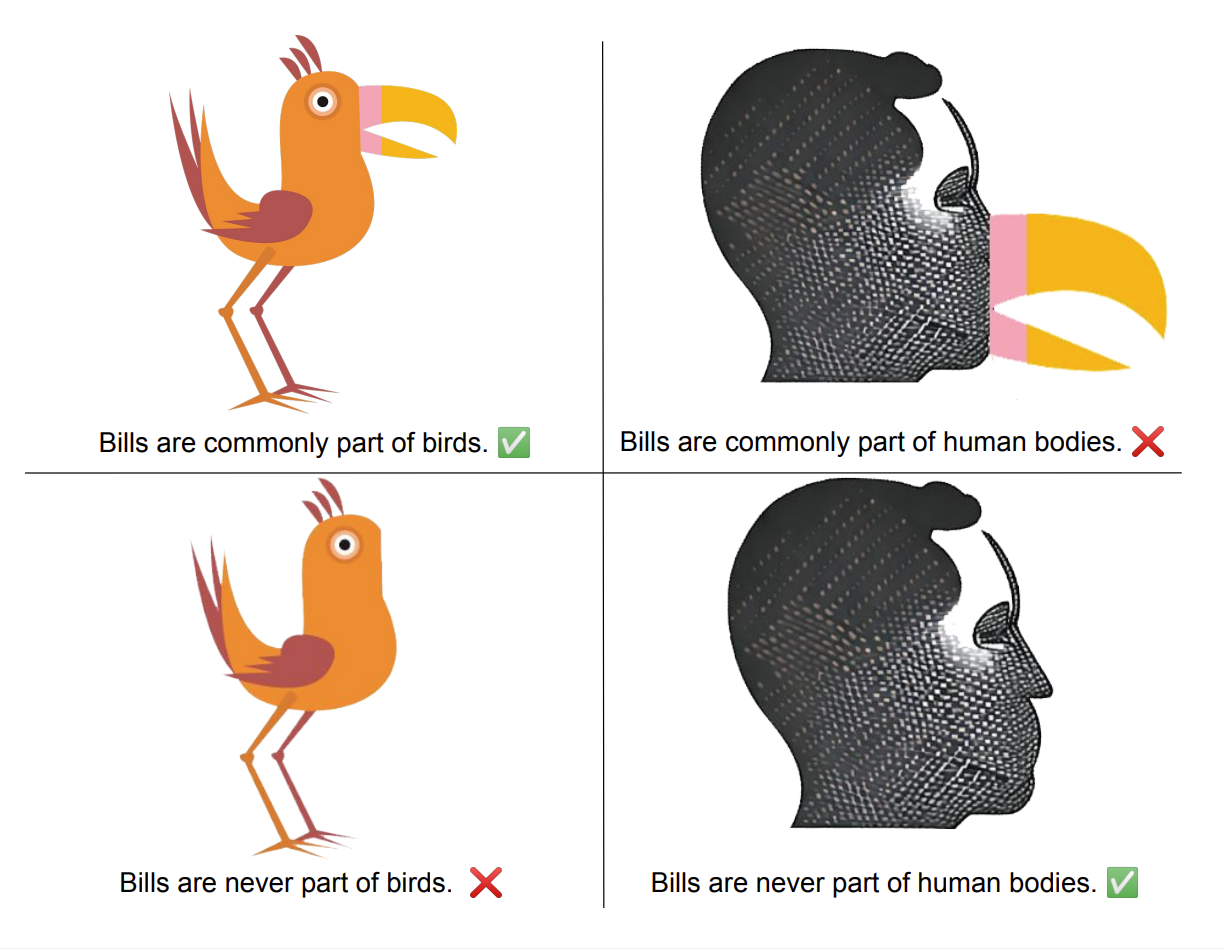 Bills are commonly part of birds. ✅
Bills are commonly part of human bodies. ❌
Bills are never part of birds. ❌
Bills are never part of human bodies. ✅